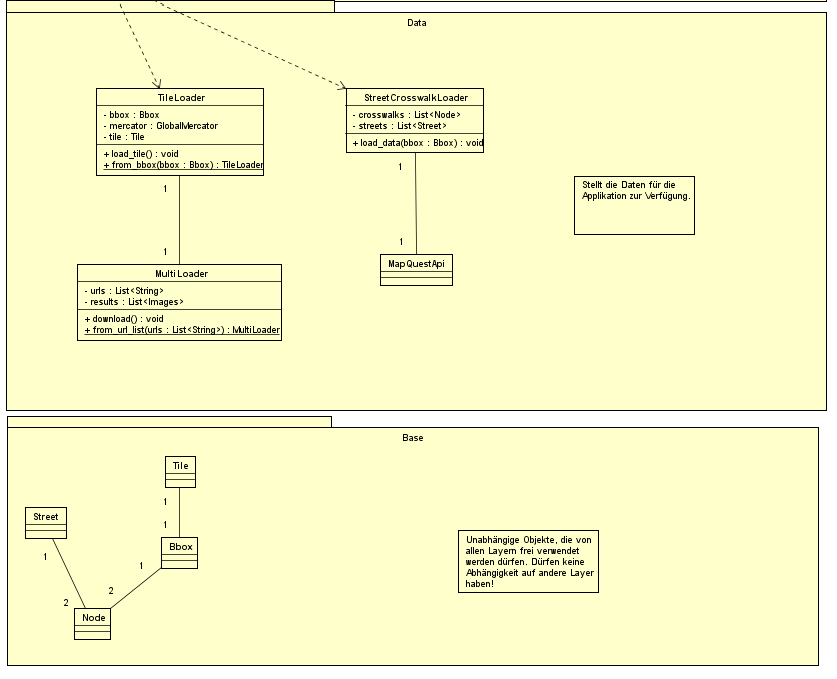 Data
TileLoader
- bbox : Bbox
- mercator : GlobalMercator
- tile : Tile
+ load_tile() : void
+ from_bbox(bbox : Bbox) : TileLoader
StreetCrosswalkLoader
- crosswalks : List<Node>
- streets : List<Street>
+ load_data(bbox : Bbox) : void
1
1
1
1
Stellt die Daten für die
Applikation zur Verfügung.
MultiLoader
- urls : List<String>
- results : List<Images>
+ download() : void
+ from_url_list(urls : List<String>) : MultiLoader
MapQuestApi
Base
Tile
1
1
Street
Bbox
1
1
2
2
Node
Unabhängige Objekte, die von
allen Layern frei verwendet
werden dürfen. Dürfen keine
Abhängigkeit auf andere Layer
haben!